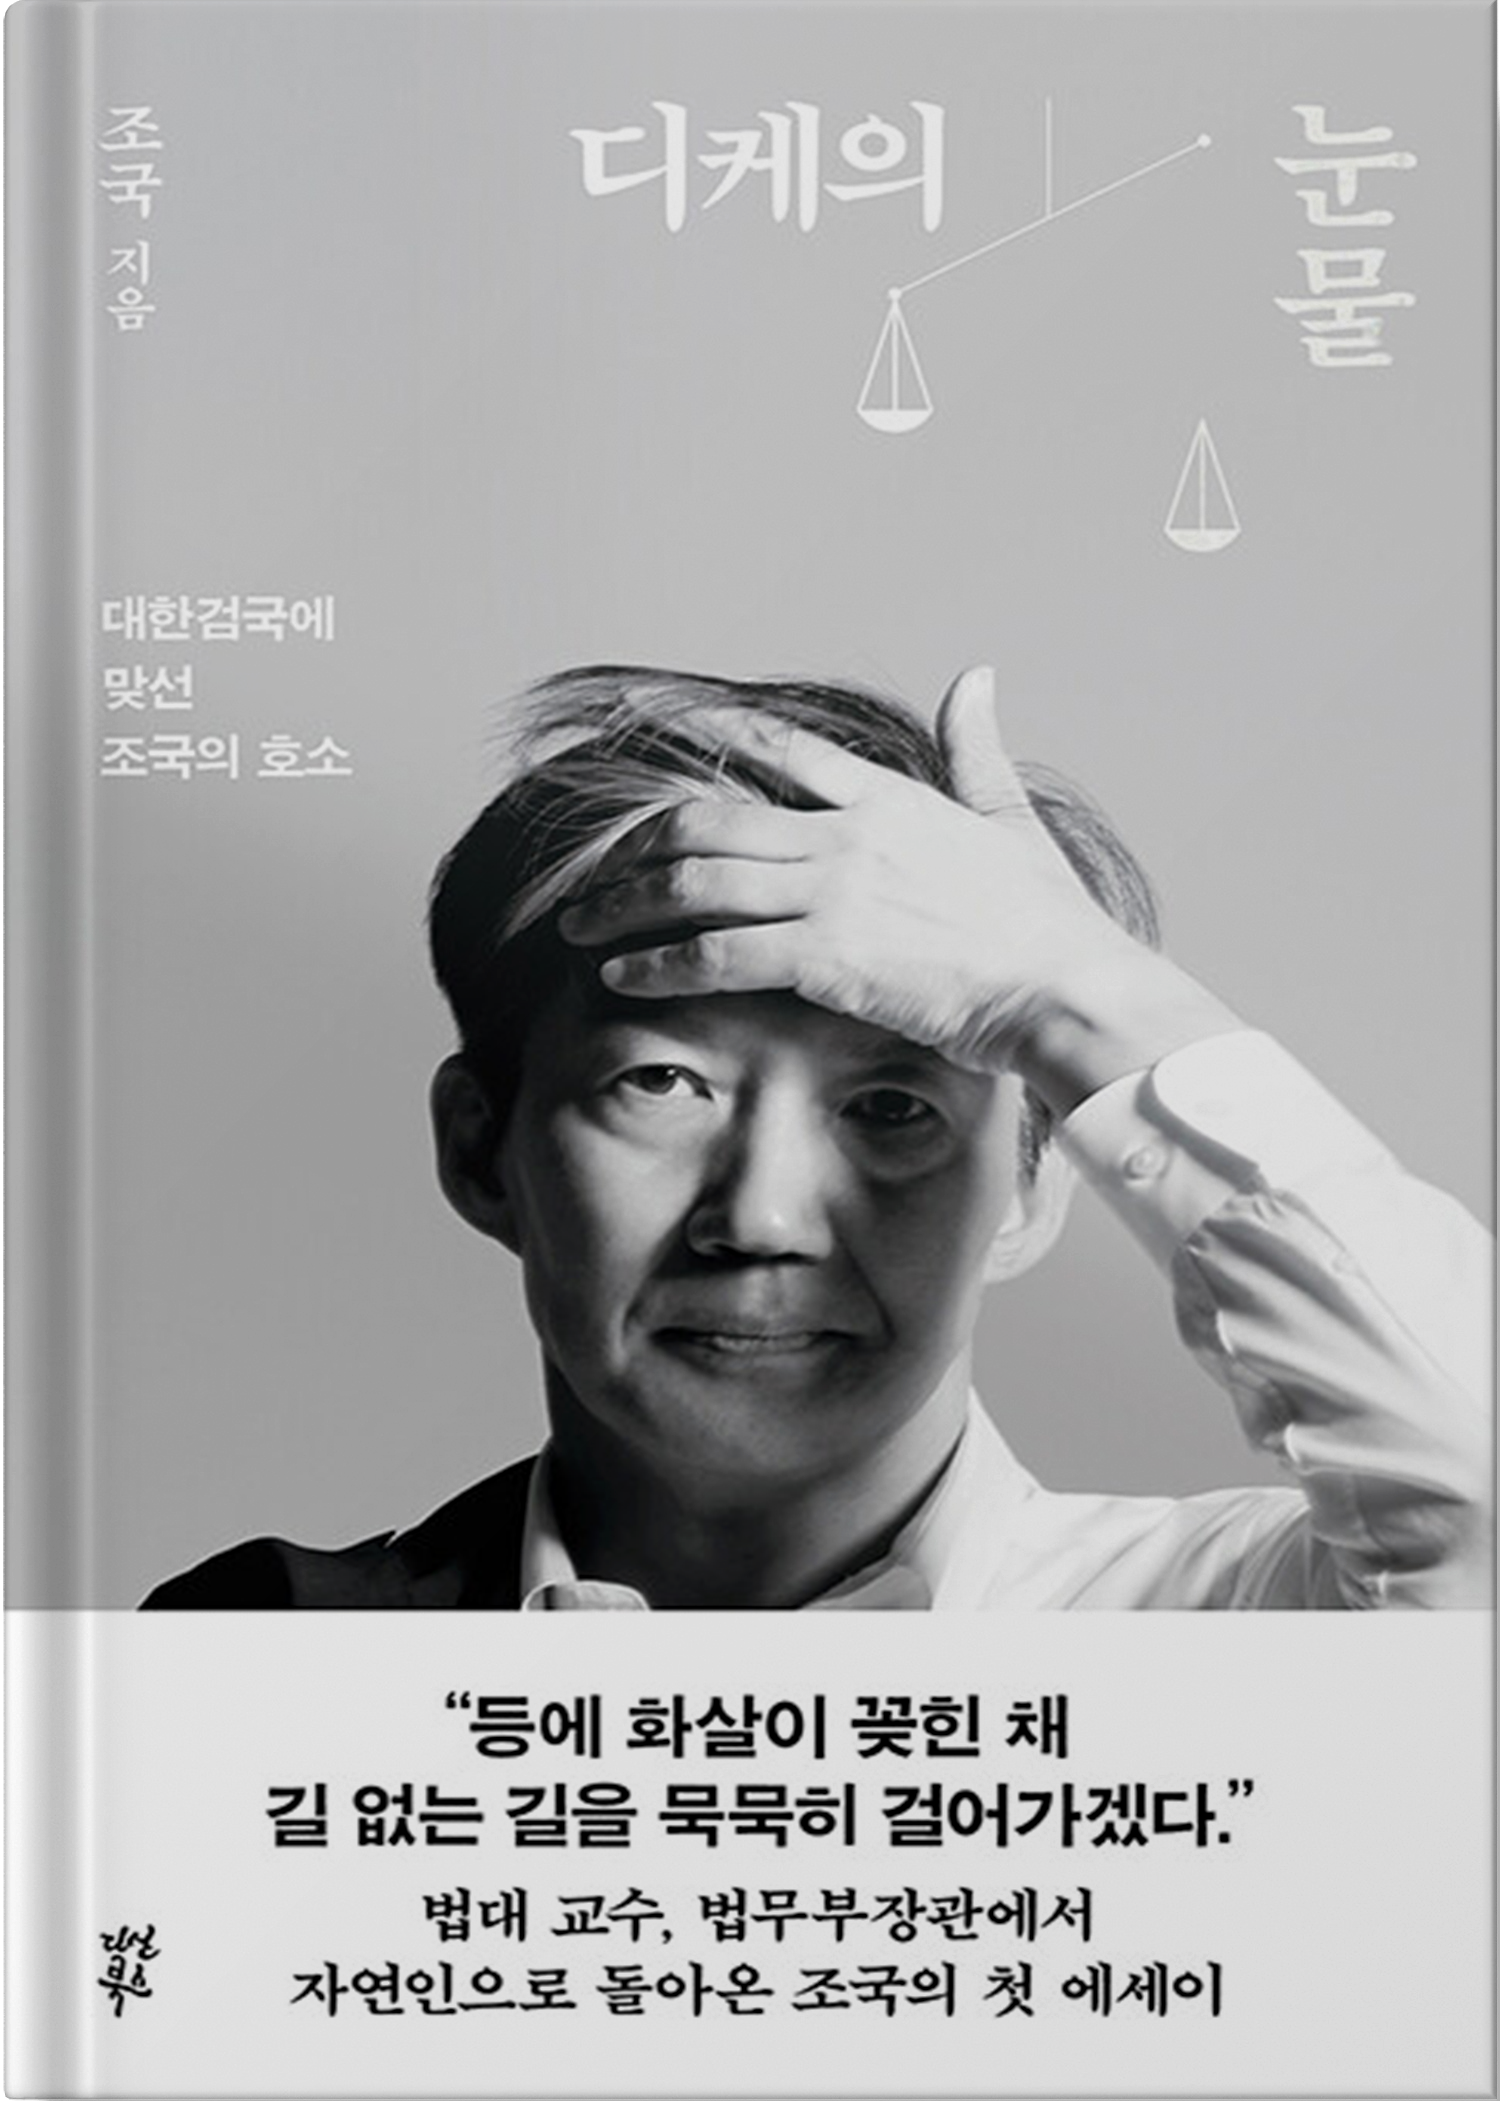 조국 지음
디케의
눈물
대한검국에
맞선
조국의 호소
“등에 화살이 꽂힌 채
길 없는 길을 묵묵히 걸어가겠다.”
법대 교수, 법무부장관에서
자연인으로 돌아온 조국의 첫 에세이
다산
북스